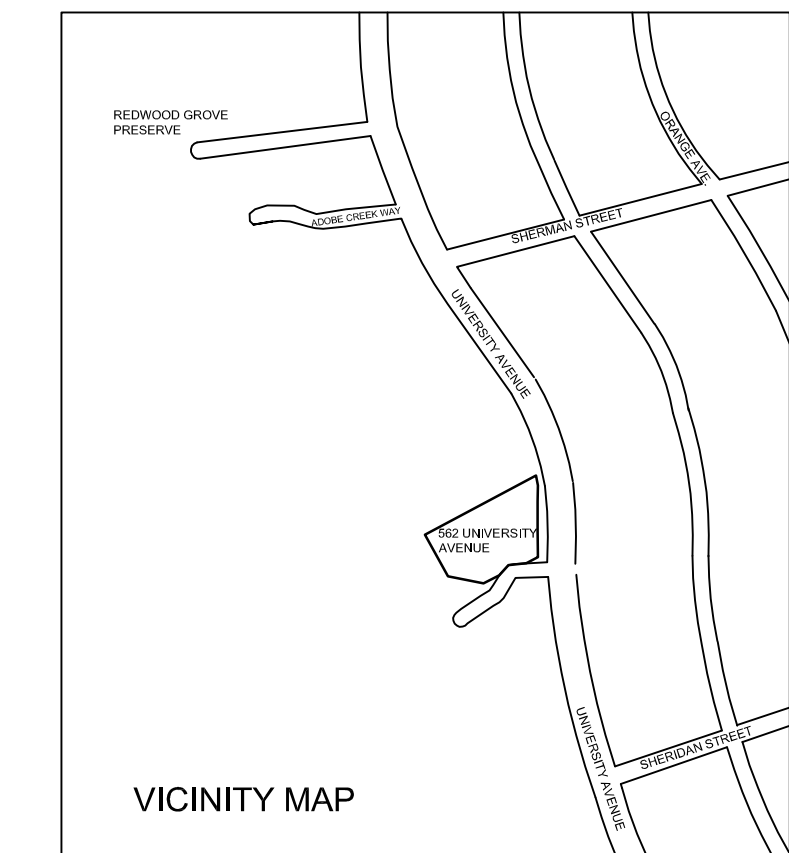 REDWOOD GROVE
PRESERVE
ORANGE AVE.
ADOBE CREEK WAY
SHERMAN STREET
UNIVERSITY AVENUE
562 UNIVERSITY
AVENUE
UNIVERSITY AVENUE
SHERIDAN STREET
VICINITY MAP